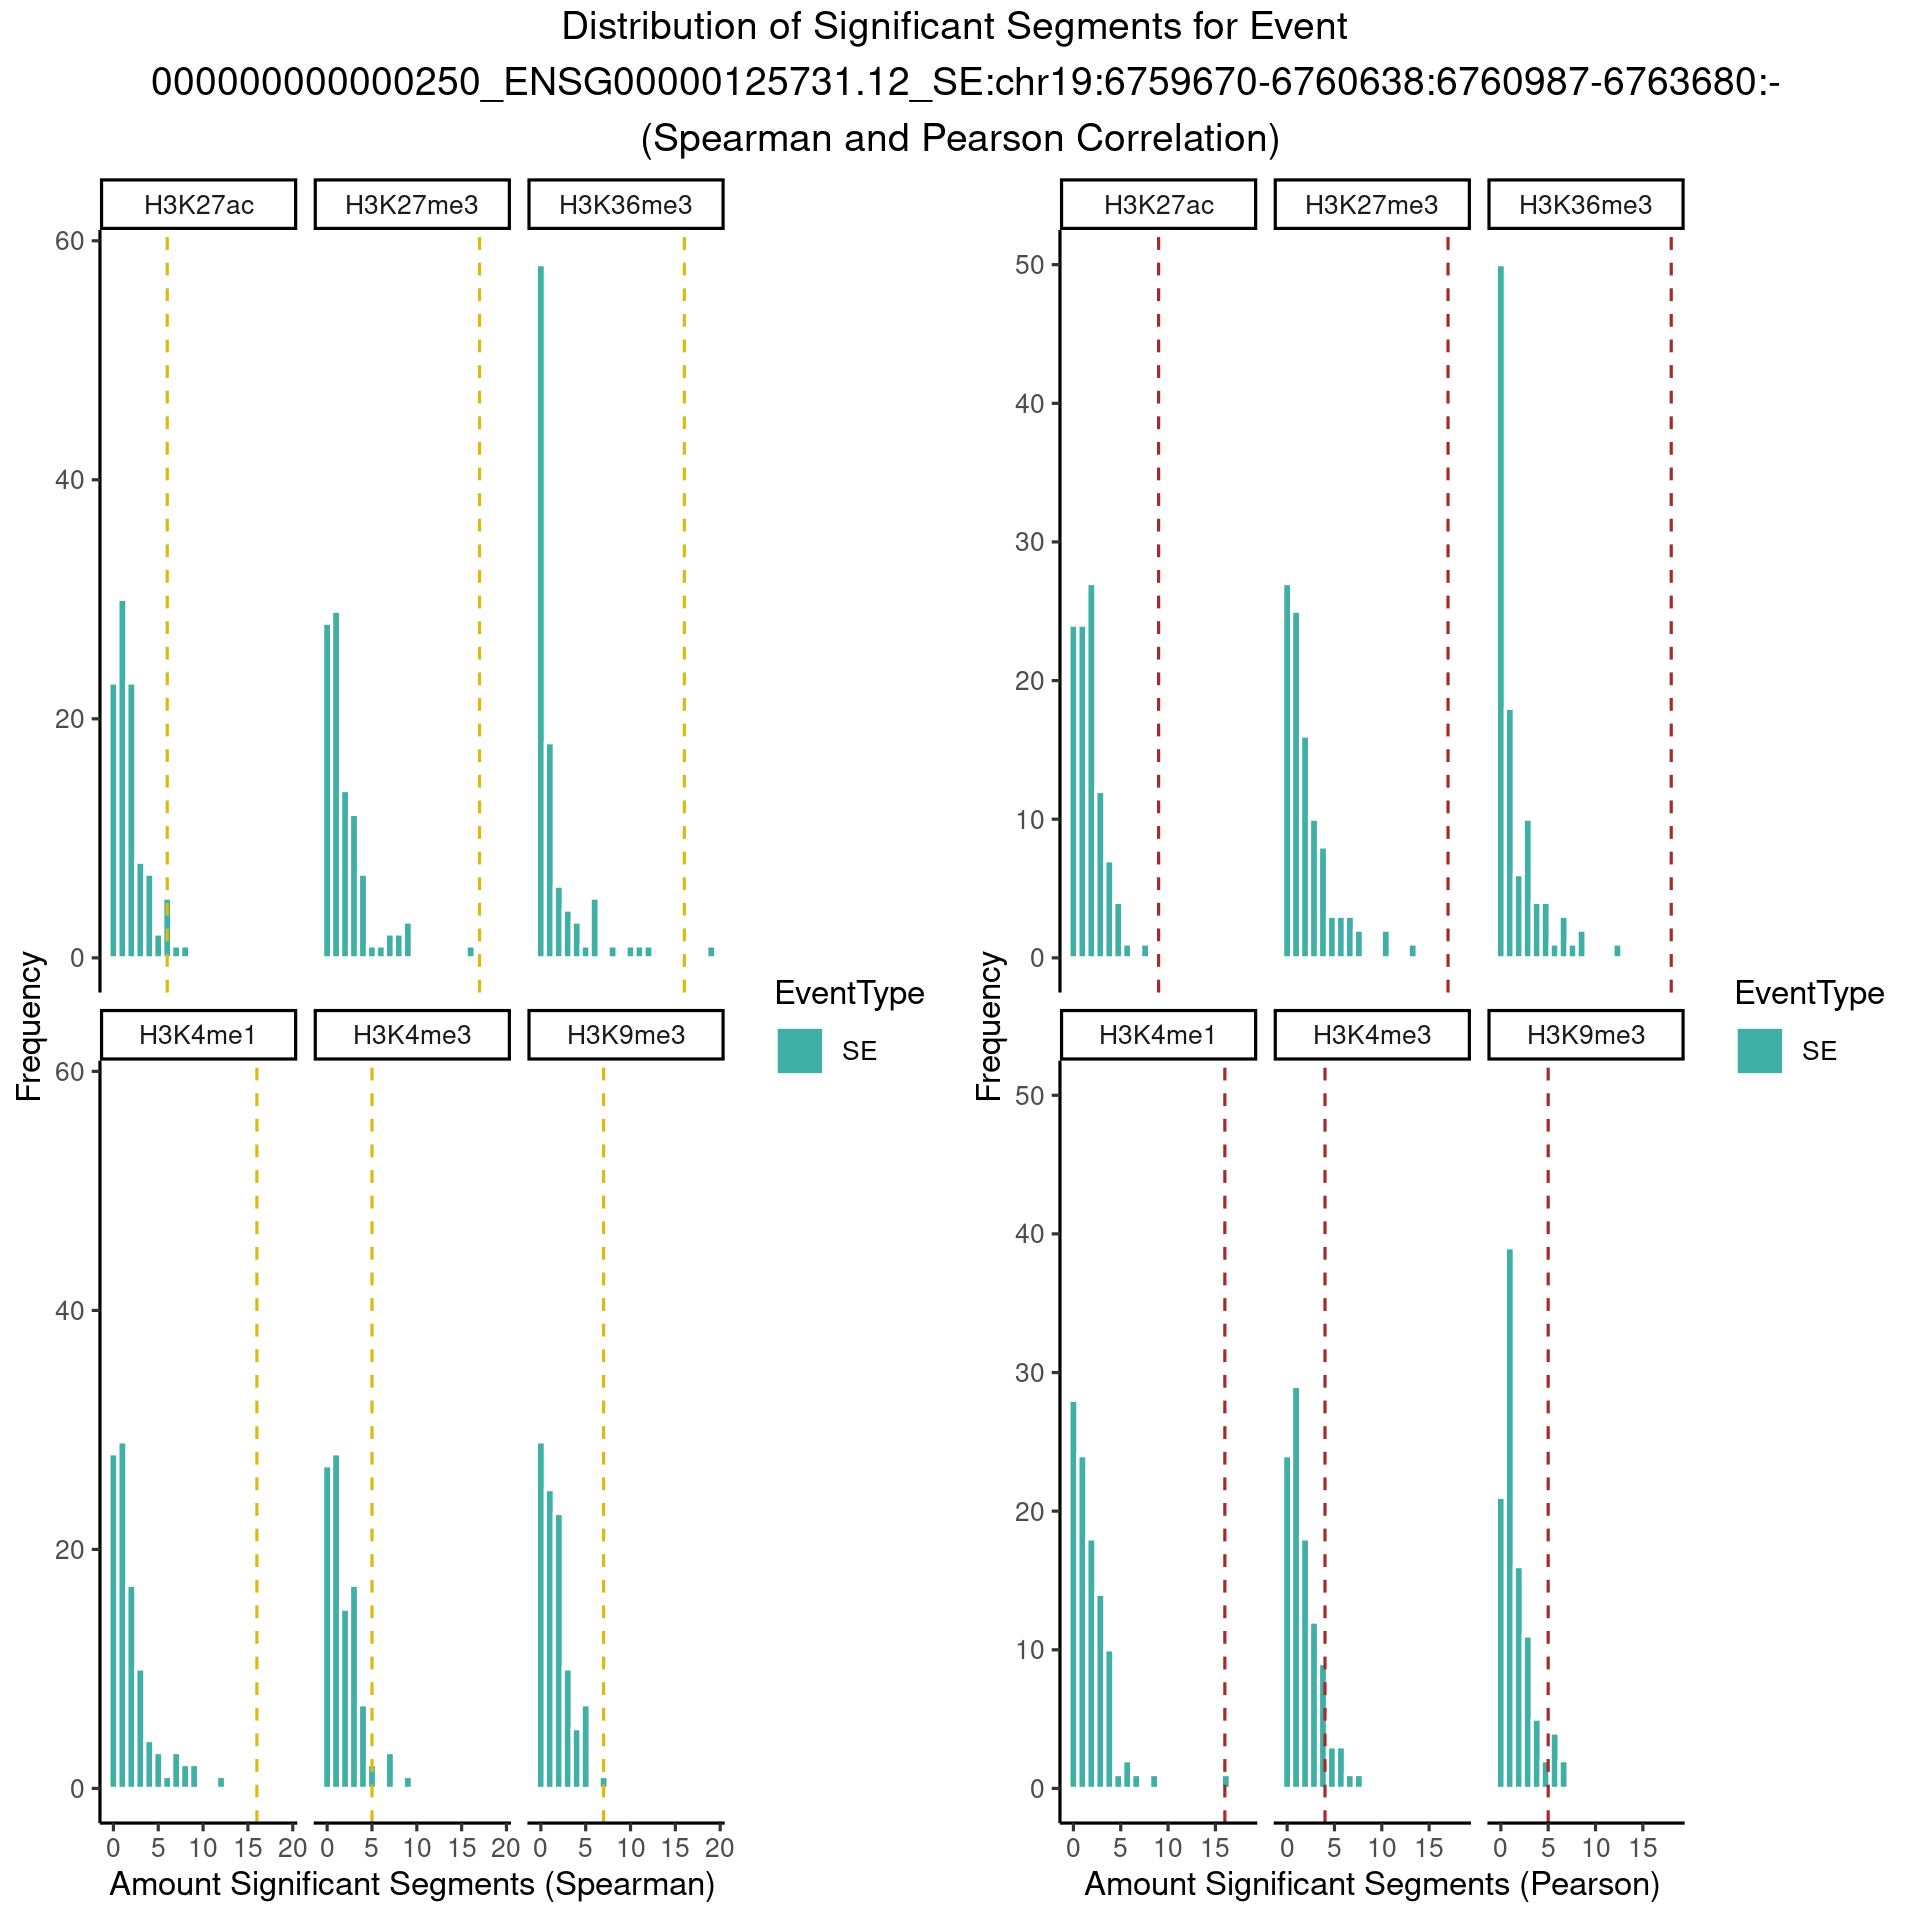 Distribution of Significant Segments for Event
000000000000250_ENSG00000125731.12_SE:chr19:6759670-6760638:6760987-6763680:-
(Spearman and Pearson Correlation)
H3K27ac H3K27me3 H3K36me3
60
40
20
0
H3K4me1 H3K4me3 H3K9me3
60
40
20
0
0 5 10 15 20 0 5 10 15 20 0 5 10 15 20
Amount Significant Segments (Spearman)
Frequency
EventType
SE
H3K27ac H3K27me3 H3K36me3
50
40
30
20
10
0
H3K4me1 H3K4me3 H3K9me3
50
40
30
20
10
0
0 5 10 15 0 5 10 15 0 5 10 15
Amount Significant Segments (Pearson)
Frequency
EventType
SE